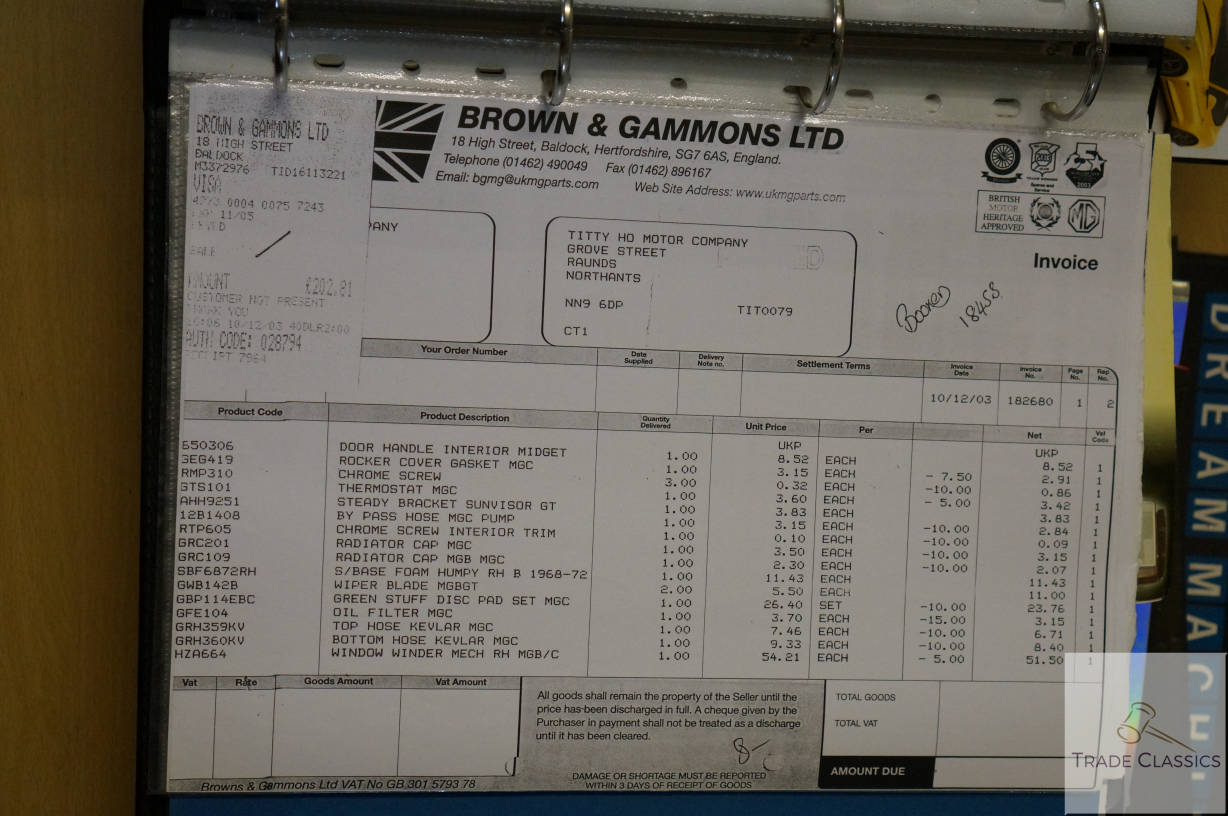 BROWN & GAMMONS LTD
18 HIGH STREET
BALDOCK
M3372976 TID16113221
VISA
0004 0075 7243
11/05
SALE
AMOUNT £202.81
CUSTOMER NOT PRESENT
THANK YOU
10/12/03
AUTH CODE: 028794
RECEIPT 7964
BROWN & GAMMONS LTD
18 High Street, Baldock, Hertfordshire, SG7 6AS, England.
Telephone (01462) 490049 Fax (01462) 896167
Email: bgmg@ukmgparts.com Web Site Address: www.ukmgparts.com
BRITISH
MOTOR
HERITAGE
APPROVED
MG
Invoice
ANY
TITTY HO MOTOR COMPANY
GROVE STREET
RAUNDS
NORTHANTS
NN9 6DP TIT0079
CT1
BOOKED 18458
Your Order Number Date Supplied Delivery Note no. Settlement Terms Invoice Date Invoice No. Page No. Rep No.
10/12/03 182680 1 2
Product Code Product Description Quantity Delivered Unit Price Per Net Vat Code
UKP UKP
650306 DOOR HANDLE INTERIOR MIDGET 1.00 8.52 EACH 8.52 1
GEG419 ROCKER COVER GASKET MGC 1.00 3.15 EACH - 7.50 2.91 1
RMP310 CHROME SCREW 3.00 0.32 EACH -10.00 0.86 1
GTS101 THERMOSTAT MGC 1.00 3.60 EACH - 5.00 3.42 1
AHH9251 STEADY BRACKET SUNVISOR GT 1.00 3.83 EACH 3.83 1
12B1408 BY PASS HOSE MGC PUMP 1.00 3.15 EACH -10.00 2.84 1
RTP605 CHROME SCREW INTERIOR TRIM 1.00 0.10 EACH -10.00 0.09 1
GRC201 RADIATOR CAP MGC 1.00 3.50 EACH -10.00 3.15 1
GRC109 RADIATOR CAP MGB MGC 1.00 2.30 EACH -10.00 2.07 1
SBF6872RH S/BASE FOAM HUMPY RH B 1968-72 1.00 11.43 EACH 11.43 1
GWB142B WIPER BLADE MGBGT 2.00 5.50 EACH 11.00 1
GBP114EBC GREEN STUFF DISC PAD SET MGC 1.00 26.40 SET -10.00 23.76 1
GFE104 OIL FILTER MGC 1.00 3.70 EACH -15.00 3.15 1
GRH359KV TOP HOSE KEVLAR MGC 1.00 7.46 EACH -10.00 6.71 1
GRH360KV BOTTOM HOSE KEVLAR MGC 1.00 9.33 EACH -10.00 8.40 1
HZA664 WINDOW WINDER MECH RH MGB/C 1.00 54.21 EACH - 5.00 51.50 1
Vat Rate Goods Amount Vat Amount
All goods shall remain the property of the Seller until the
price has been discharged in full. A cheque given by the
Purchaser in payment shall not be treated as a discharge
until it has been cleared.
DAMAGE OR SHORTAGE MUST BE REPORTED
WITHIN 3 DAYS OF RECEIPT OF GOODS
TOTAL GOODS
TOTAL VAT
AMOUNT DUE
Browns & Gammons Ltd VAT No GB 301 5793 78
DREAM MACH
TRADE CLASSICS